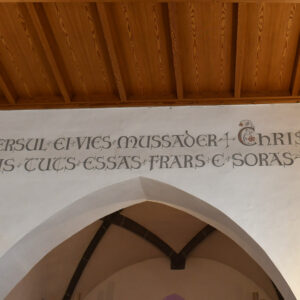 ERSUL · EI VIES MUSSADER † CHRIS
IS · TUTS · ESSAS · FRARS · E · SORAS